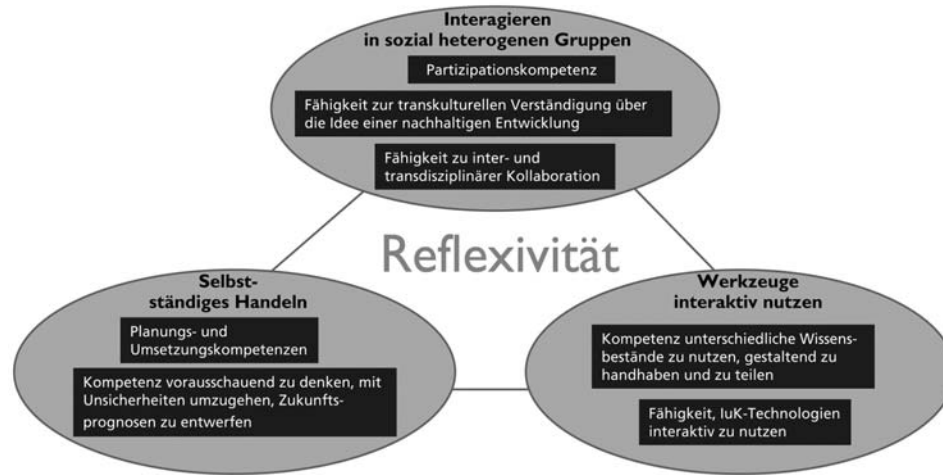 Interagieren
in sozial heterogenen Gruppen
Partizipationskompetenz
Fähigkeit zur transkulturellen Verständigung über
die Idee einer nachhaltigen Entwicklung
Fähigkeit zu inter- und
transdisziplinärer Kollaboration
Reflexivität
Selbst-
ständiges Handeln
Planungs- und
Umsetzungskompetenzen
Kompetenz vorausschauend zu denken, mit
Unsicherheiten umzugehen, Zukunfts-
prognosen zu entwerfen
Werkzeuge
interaktiv nutzen
Kompetenz unterschiedliche Wissens-
bestände zu nutzen, gestaltend zu
handhaben und zu teilen
Fähigkeit, IuK-Technologien
interaktiv zu nutzen